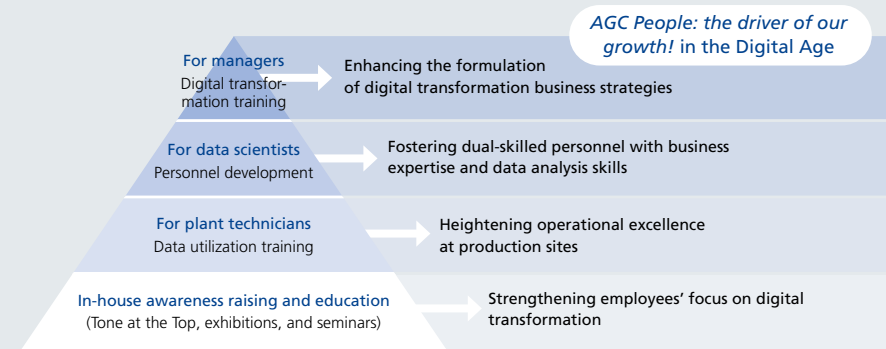 AGC People: the driver of our
growth! in the Digital Age
For managers
Digital transfor-
mation training
Enhancing the formulation
of digital transformation business strategies
For data scientists
Personnel development
Fostering dual-skilled personnel with business
expertise and data analysis skills
For plant technicians
Data utilization training
Heightening operational excellence
at production sites
In-house awareness raising and education
(Tone at the Top, exhibitions, and seminars)
Strengthening employees’ focus on digital
transformation